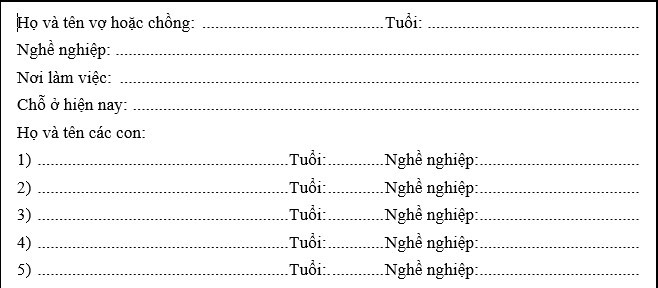 Họ và tên vợ hoặc chồng: ................................................Tuổi: ........................................................
Nghề nghiệp: ............................................................................................................................................
Nơi làm việc: ...........................................................................................................................................
Chỗ ở hiện nay: .......................................................................................................................................
Họ và tên các con:
1) ...................................................................Tuổi:...............Nghề nghiệp:..........................................
2) ...................................................................Tuổi:...............Nghề nghiệp:..........................................
3) ...................................................................Tuổi:...............Nghề nghiệp:..........................................
4) ...................................................................Tuổi:...............Nghề nghiệp:..........................................
5) ...................................................................Tuổi:...............Nghề nghiệp:..........................................